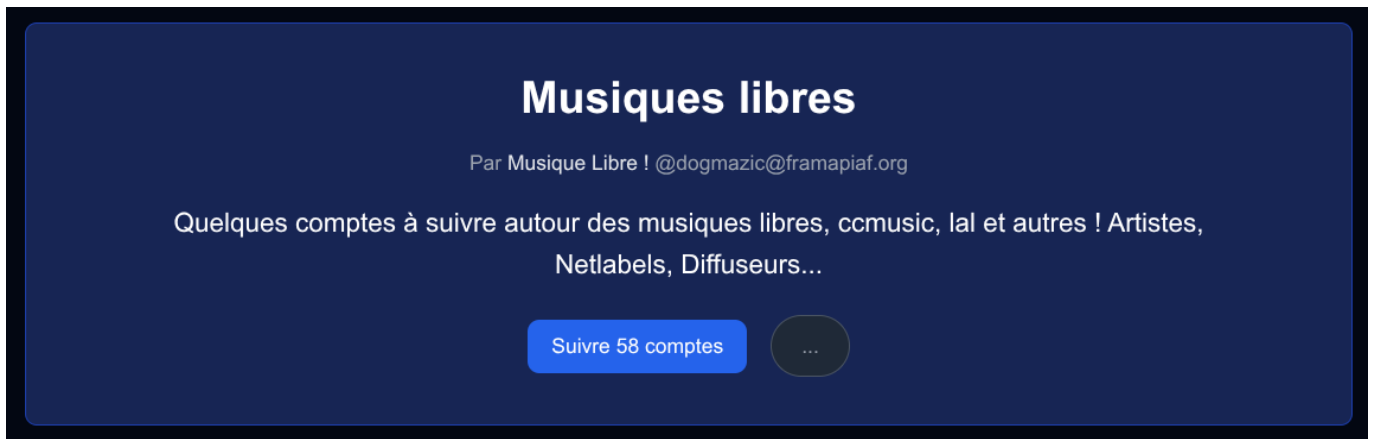 Musiques libres
Par Musique Libre ! @dogmazic@framapiaf.org
Quelques comptes à suivre autour des musiques libres, ccmusic, lal et autres ! Artistes,
Netlabels, Diffuseurs...
Suivre 58 comptes
...